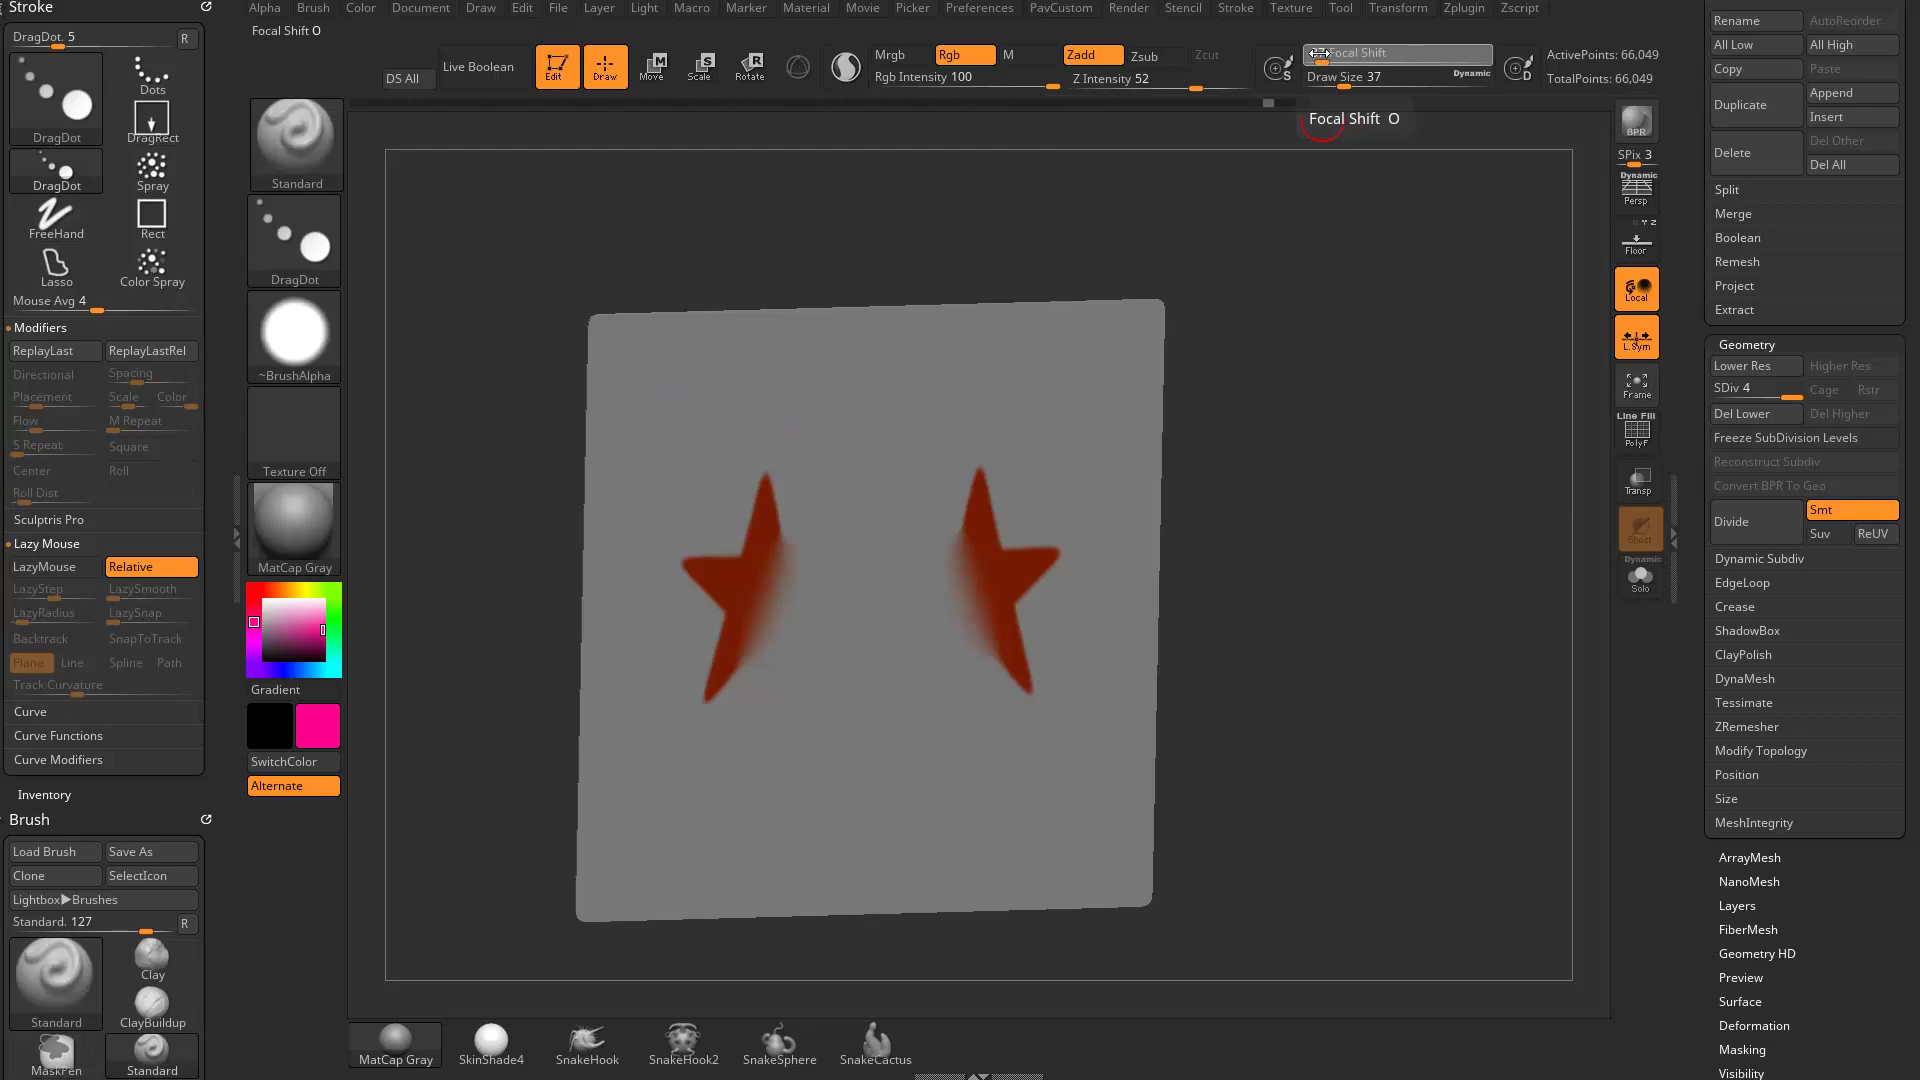 Stroke
DragDot. 5
R
DragDot
Dots
DragRect
DragDot
Spray
FreeHand
Rect
Lasso
Color Spray
Mouse Avg 4
Modifiers
ReplayLast
ReplayLastRel
Directional
Spacing
Placement
Scale
Color
Flow
M Repeat
S Repeat
Square
Center
Roll
Roll Dist
Sculptris Pro
Lazy Mouse
LazyMouse
Relative
LazyStep
LazySmooth
LazyRadius
LazySnap
Backtrack
SnapToTrack
Plane
Line
Spline
Path
Track Curvature
Curve
Curve Functions
Curve Modifiers
Inventory
Brush
Load Brush
Save As
Clone
SelectIcon
Lightbox▶Brushes
Standard. 127
R
Standard
Clay
ClayBuildup
MaskPen
Standard
Alpha
Brush
Color
Document
Draw
Edit
File
Layer
Light
Macro
Marker
Material
Movie
Picker
Preferences
PavCustom
Render
Stencil
Stroke
Texture
Tool
Transform
Zplugin
Zscript
Focal Shift O
DS All
Live Boolean
Edit
Draw
Move
Scale
Rotate
Mrgb
Rgb
M
Rgb Intensity 100
Zadd
Zsub
Zcut
Z Intensity 52
S
Focal Shift
Draw Size 37
Dynamic
D
ActivePoints: 66,049
TotalPoints: 66,049
Focal Shift O
Standard
DragDot
~BrushAlpha
Texture Off
MatCap Gray
Gradient
SwitchColor
Alternate
MatCap Gray
SkinShade4
SnakeHook
SnakeHook2
SnakeSphere
SnakeCactus
BPR
SPix 3
Dynamic
Persp
Floor
Local
L.Sym
Frame
Line Fill
PolyF
Transp
Ghost
Dynamic
Solo
Rename
AutoReorder
All Low
All High
Copy
Paste
Duplicate
Append
Insert
Delete
Del Other
Del All
Split
Merge
Boolean
Remesh
Project
Extract
Geometry
Lower Res
Higher Res
SDiv 4
Cage
Rstr
Del Lower
Del Higher
Freeze SubDivision Levels
Reconstruct Subdiv
Convert BPR To Geo
Divide
Smt
Suv
ReUV
Dynamic Subdiv
EdgeLoop
Crease
ShadowBox
ClayPolish
DynaMesh
Tessimate
ZRemesher
Modify Topology
Position
Size
MeshIntegrity
ArrayMesh
NanoMesh
Layers
FiberMesh
Geometry HD
Preview
Surface
Deformation
Masking
Visibility